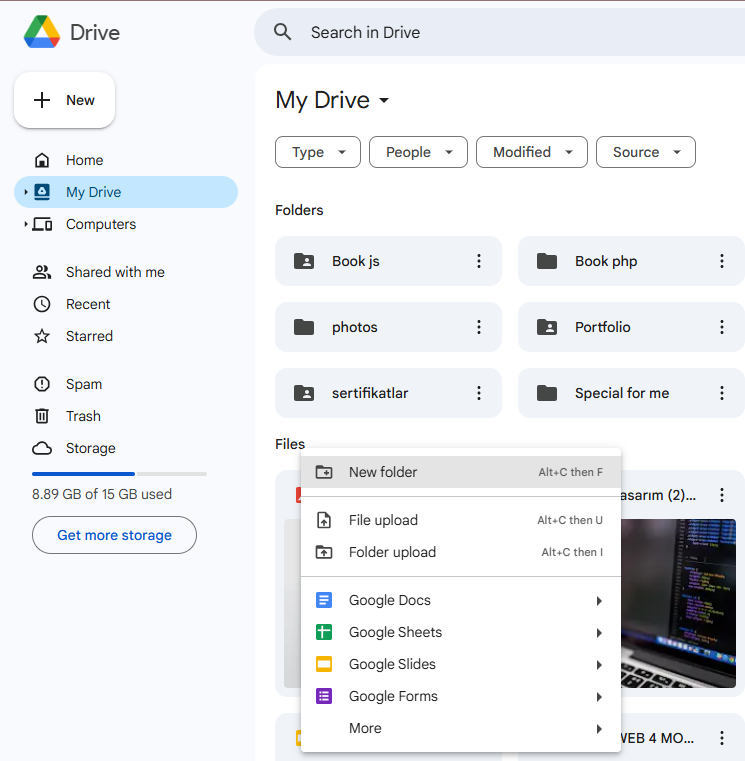 Drive
Search in Drive
New
Home
My Drive
Computers
Shared with me
Recent
Starred
Spam
Trash
Storage
8.89 GB of 15 GB used
Get more storage
My Drive
Type People Modified Source
Folders
Book js Book php
photos Portfolio
sertifikatlar Special for me
Files
asarım (2)...
New folder Alt+C then F
File upload Alt+C then U
Folder upload Alt+C then I
Google Docs
Google Sheets
Google Slides
Google Forms
More
WEB 4 MO...